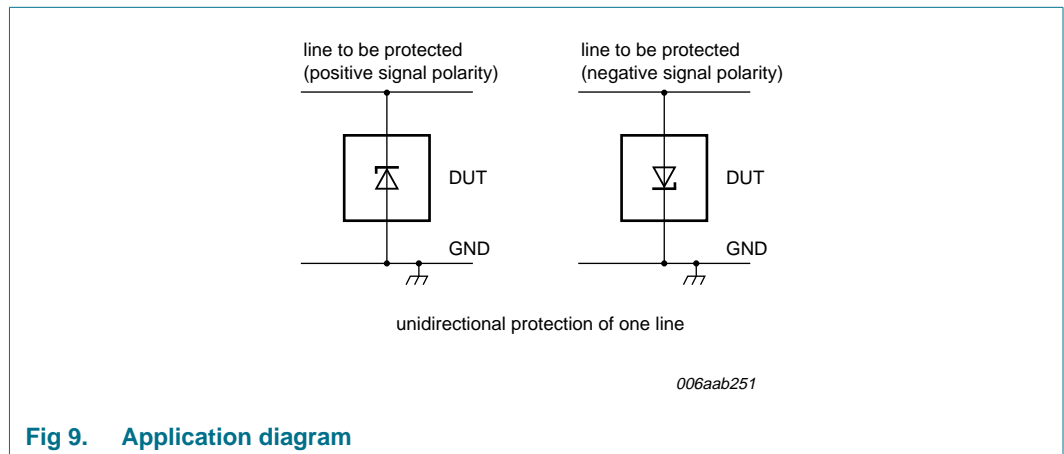 line to be protected
(positive signal polarity)
line to be protected
(negative signal polarity)
DUT
DUT
GND
GND
unidirectional protection of one line
006aab251
Fig 9. Application diagram